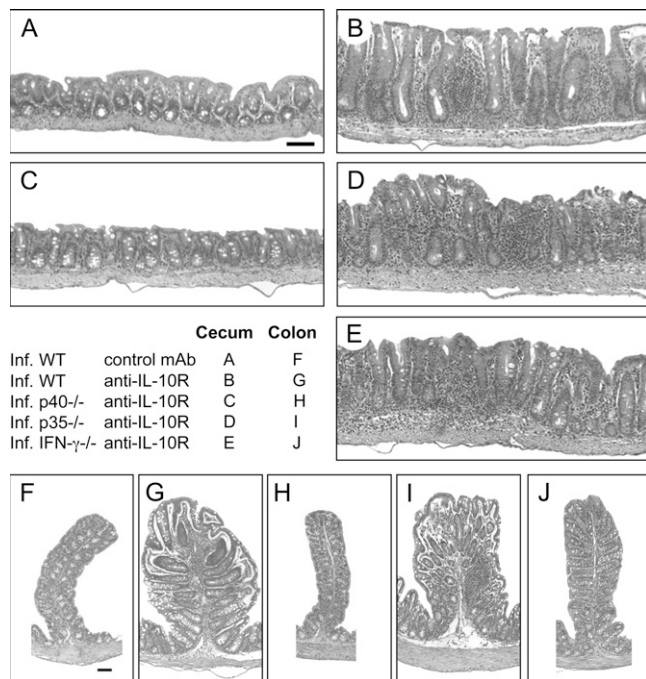 A
B
C
D
Cecum Colon
Inf. WT control mAb A F
Inf. WT anti-IL-10R B G
Inf. p40-/- anti-IL-10R C H
Inf. p35-/- anti-IL-10R D I
Inf. IFN-γ-/- anti-IL-10R E J
E
F
G
H
I
J